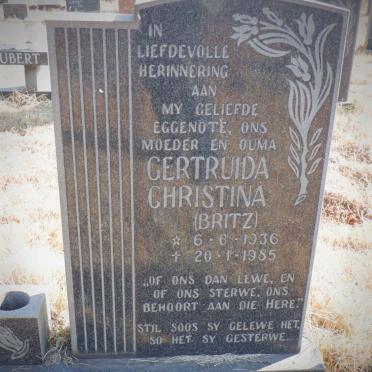 IN
LIEFDEVOLLE
HERINNERING
AAN
MY GELIEFDE
EGGENOTE, ONS
MOEDER EN OUMA
GERTRUIDA
CHRISTINA
(BRITZ)
☆ 6-6-1936
† 20-1-1985
„OF ONS DAN LEWE, EN
OF ONS STERWE, ONS
BEHOORT AAN DIE HERE"
STIL SOOS SY GELEWE HET,
SO HET SY GESTERWE.
UBERT